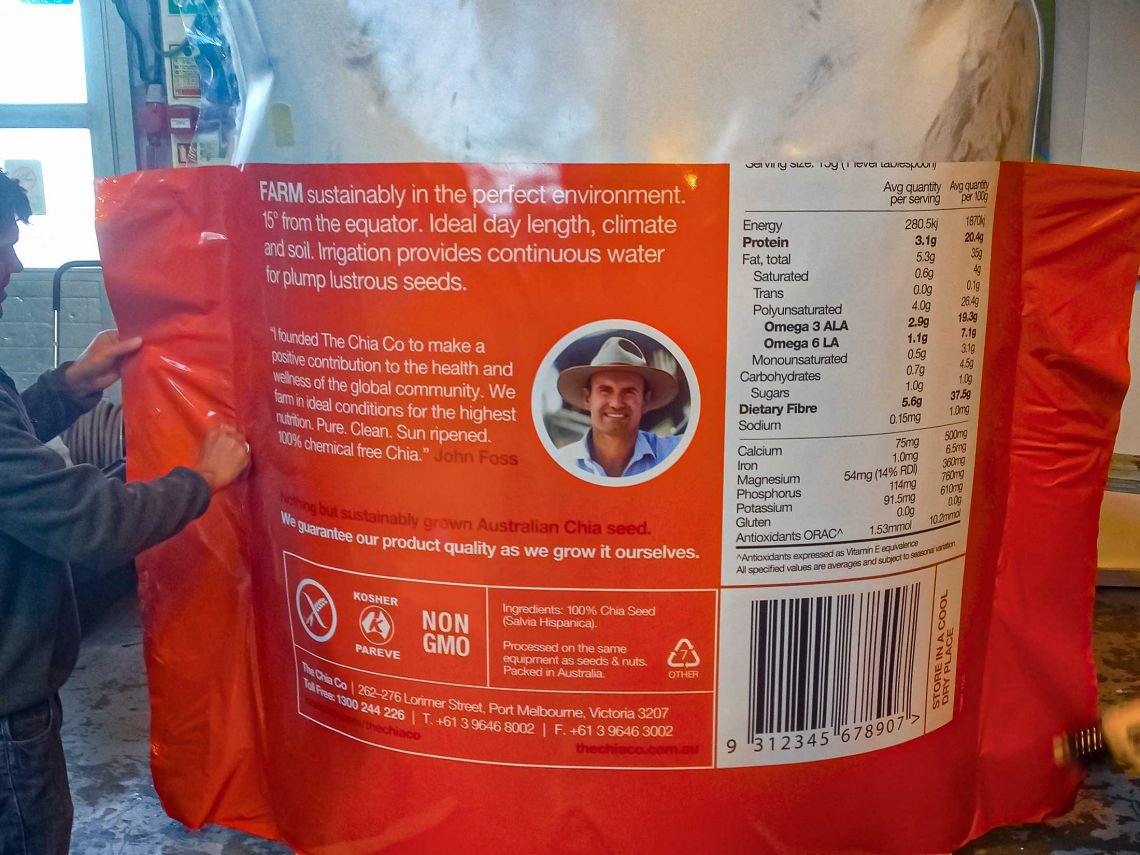 FARM sustainably in the perfect environment.
15° from the equator. Ideal day length, climate
and soil. Irrigation provides continuous water
for plump lustrous seeds.
"I founded The Chia Co to make a
positive contribution to the health and
wellness of the global community. We
farm in ideal conditions for the highest
nutrition. Pure. Clean. Sun ripened.
100% chemical free Chia." John Foss
Nothing but sustainably grown Australian Chia seed.
We guarantee our product quality as we grow it ourselves.
KOSHER
K
PAREVE
NON
GMO
Ingredients: 100% Chia Seed
(Salvia Hispanica).
Processed on the same
equipment as seeds & nuts.
Packed in Australia.
7
OTHER
The Chia Co | 262-276 Lorimer Street, Port Melbourne, Victoria 3207
Toll Free: 1300 244 226 | T. +61 3 9646 8002 | F. +61 3 9646 3002
/thechiaco
thechiaco.com.au
Serving size: 15g (1 level tablespoon)
Avg quantity per serving Avg quantity per 100g
Energy 280.5kj 1870kj
Protein 3.1g 20.4g
Fat, total 5.3g 35g
Saturated 0.6g 4g
Trans 0.0g 0.1g
Polyunsaturated 4.0g 26.4g
Omega 3 ALA 2.9g 19.3g
Omega 6 LA 1.1g 7.1g
Monounsaturated 0.5g 3.1g
Carbohydrates 0.7g 4.5g
Sugars 1.0g 1.0g
Dietary Fibre 5.6g 37.5g
Sodium 0.15mg 1.0mg
Calcium 75mg 500mg
Iron 1.0mg 6.5mg
Magnesium 54mg (14% RDI) 360mg
Phosphorus 114mg 760mg
Potassium 91.5mg 610mg
Gluten 0.0g 0.0g
Antioxidants ORAC^ 1.53mmol 10.2mmol
^Antioxidants expressed as Vitamin E equivalence
All specified values are averages and subject to seasonal variation
9 312345 678907 >
STORE IN A COOL
DRY PLACE